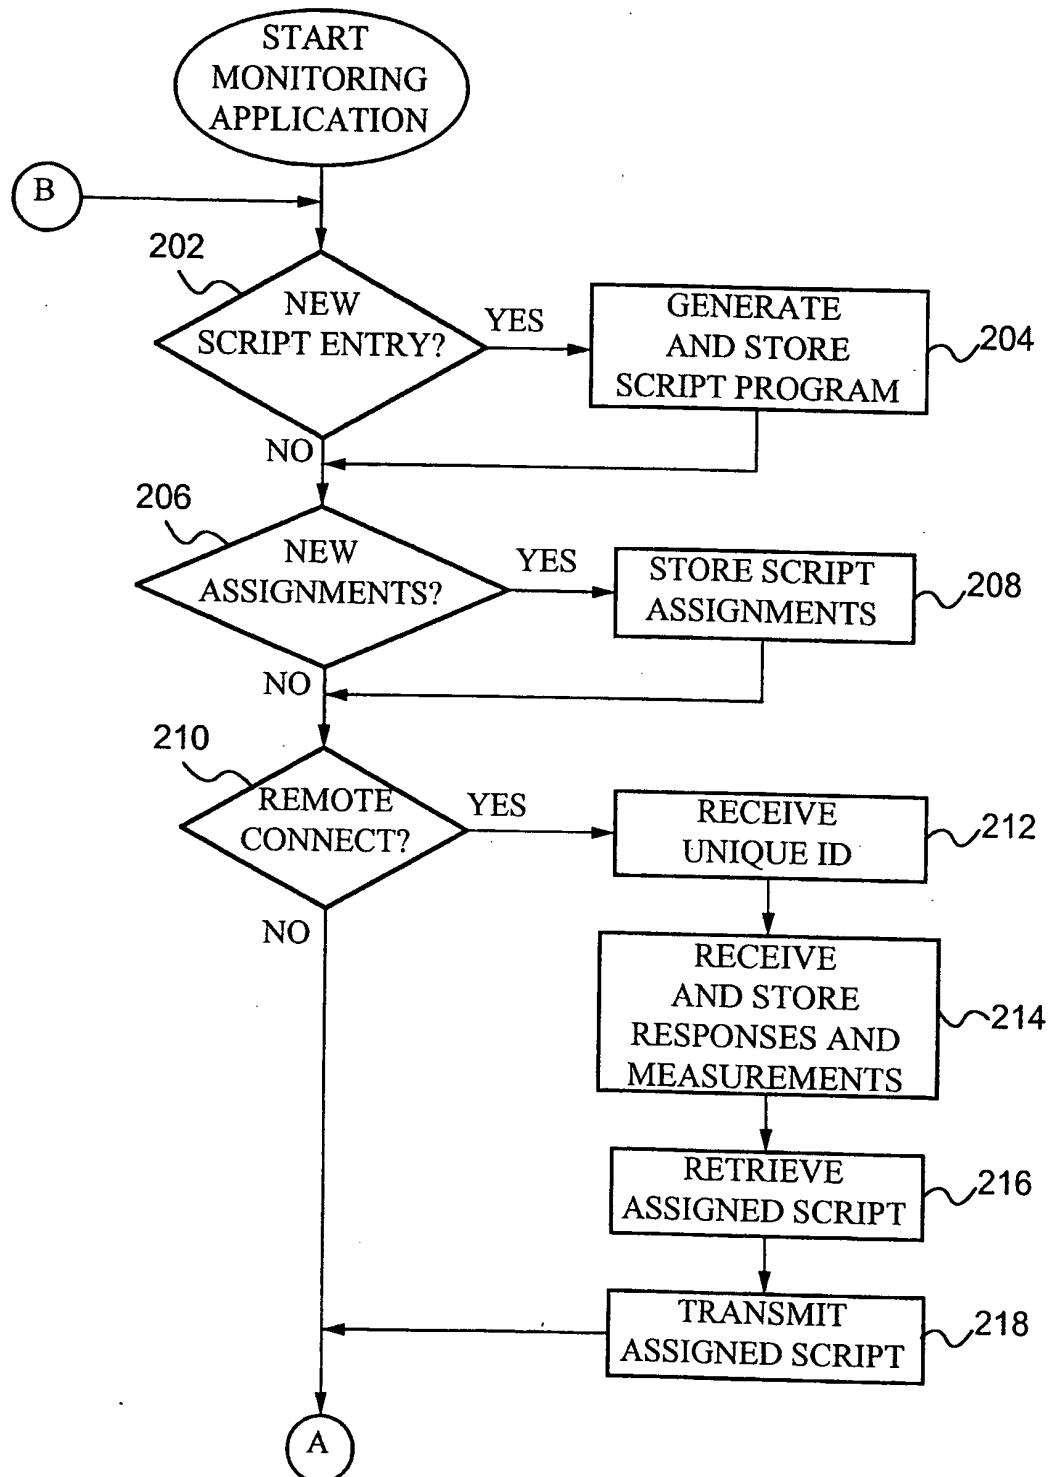 START
MONITORING
APPLICATION
B
202
NEW
SCRIPT ENTRY?
YES
GENERATE
AND STORE
SCRIPT PROGRAM
204
NO
206
NEW
ASSIGNMENTS?
YES
STORE SCRIPT
ASSIGNMENTS
208
NO
210
REMOTE
CONNECT?
YES
RECEIVE
UNIQUE ID
212
NO
RECEIVE
AND STORE
RESPONSES AND
MEASUREMENTS
214
RETRIEVE
ASSIGNED SCRIPT
216
TRANSMIT
ASSIGNED SCRIPT
218
A